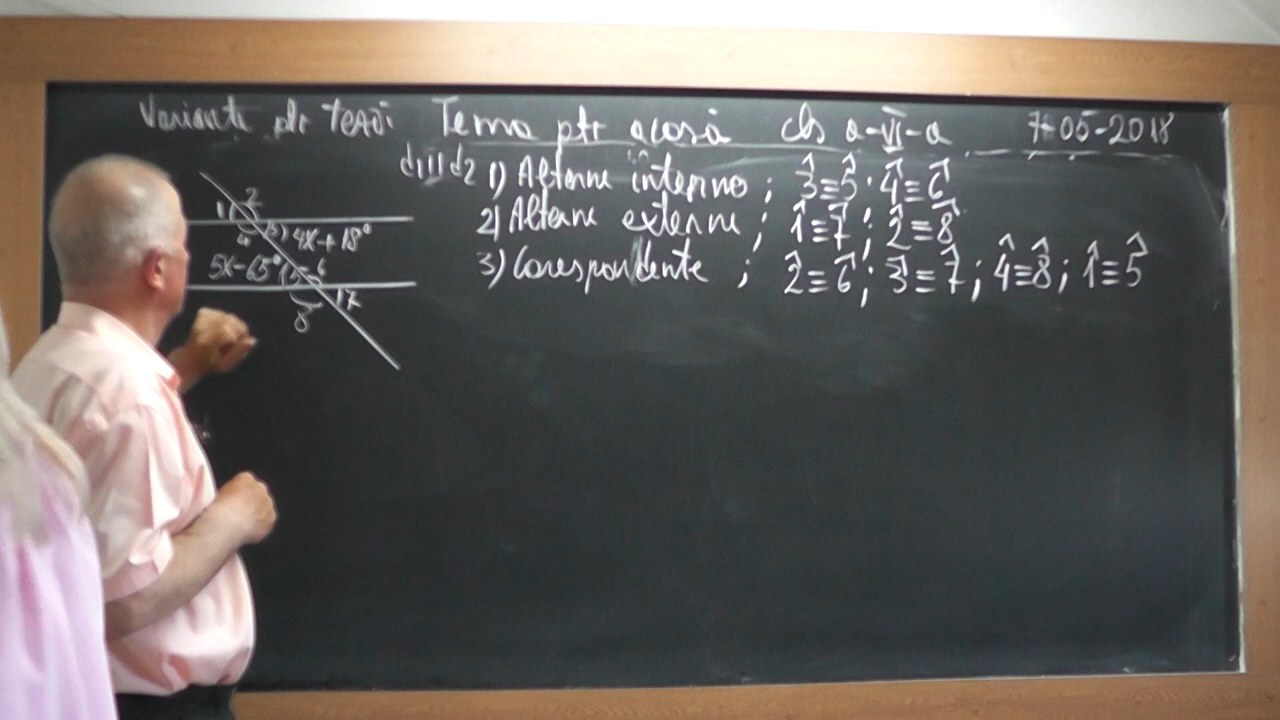 Variante ptr TEZĂ: Tema ptr acasă cls a-VI-a 7-05-2018
d1 || d2 1) Alterne interne; 3̂≡5̂; 4̂≡6̂
2) Alterne externe; 1̂≡7̂; 2̂≡8̂
3) Corespondente; 2̂≡6̂; 3̂≡7̂; 4̂≡8̂; 1̂≡5̂
1 2
4 3 4x+18°
5x-65° 5 6
8 7